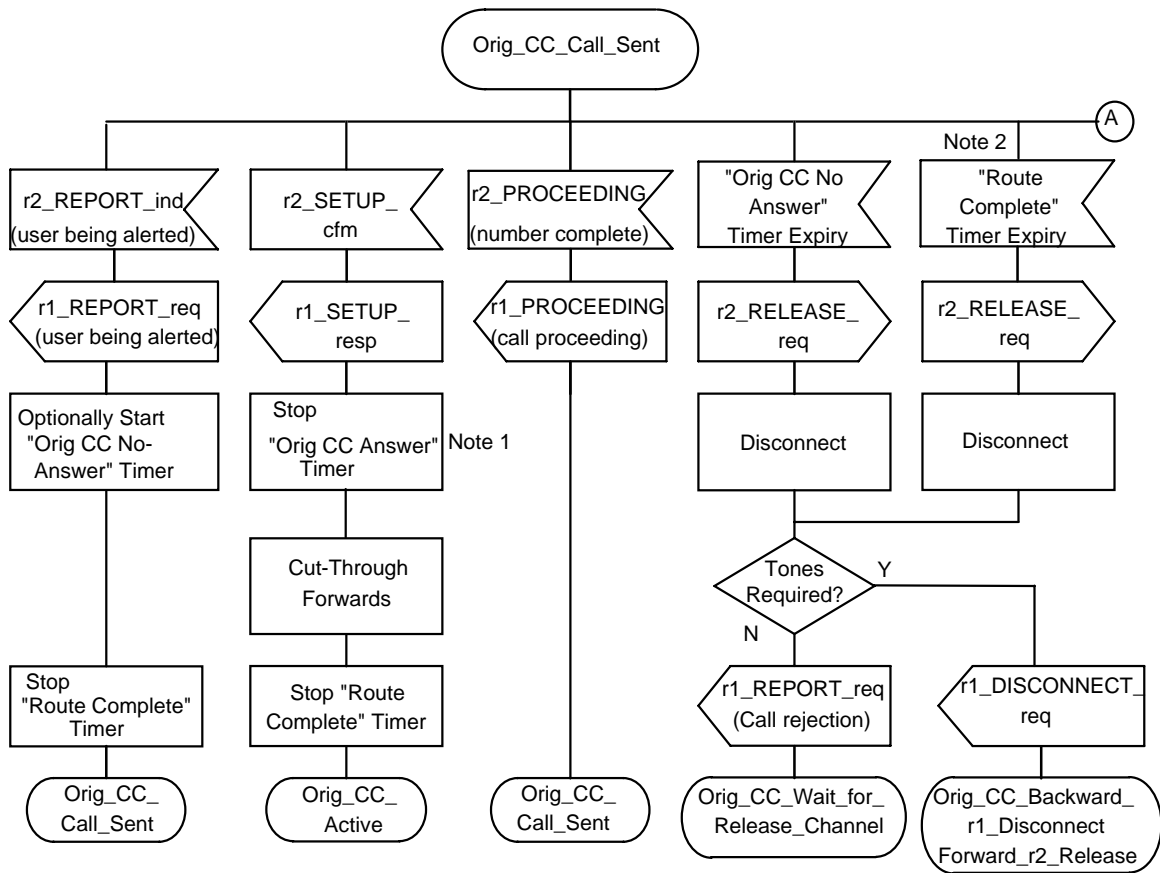 Orig_CC_Call_Sent
A
Note 2
r2_REPORT_ind
(user being alerted)
r2_SETUP_
cfm
r2_PROCEEDING
(number complete)
"Orig CC No
Answer"
Timer Expiry
"Route
Complete"
Timer Expiry
r1_REPORT_req
(user being alerted)
r1_SETUP_
resp
r1_PROCEEDING
(call proceeding)
r2_RELEASE_
req
r2_RELEASE_
req
Optionally Start
"Orig CC No-
Answer" Timer
Stop
"Orig CC Answer"
Timer
Note 1
Disconnect
Disconnect
Cut-Through
Forwards
Tones
Required?
Y
N
Stop
"Route Complete"
Timer
Stop "Route
Complete" Timer
r1_REPORT_req
(Call rejection)
r1_DISCONNECT_
req
Orig_CC_
Call_Sent
Orig_CC_
Active
Orig_CC_
Call_Sent
Orig_CC_Wait_for_
Release_Channel
Orig_CC_Backward_
r1_Disconnect
Forward_r2_Release